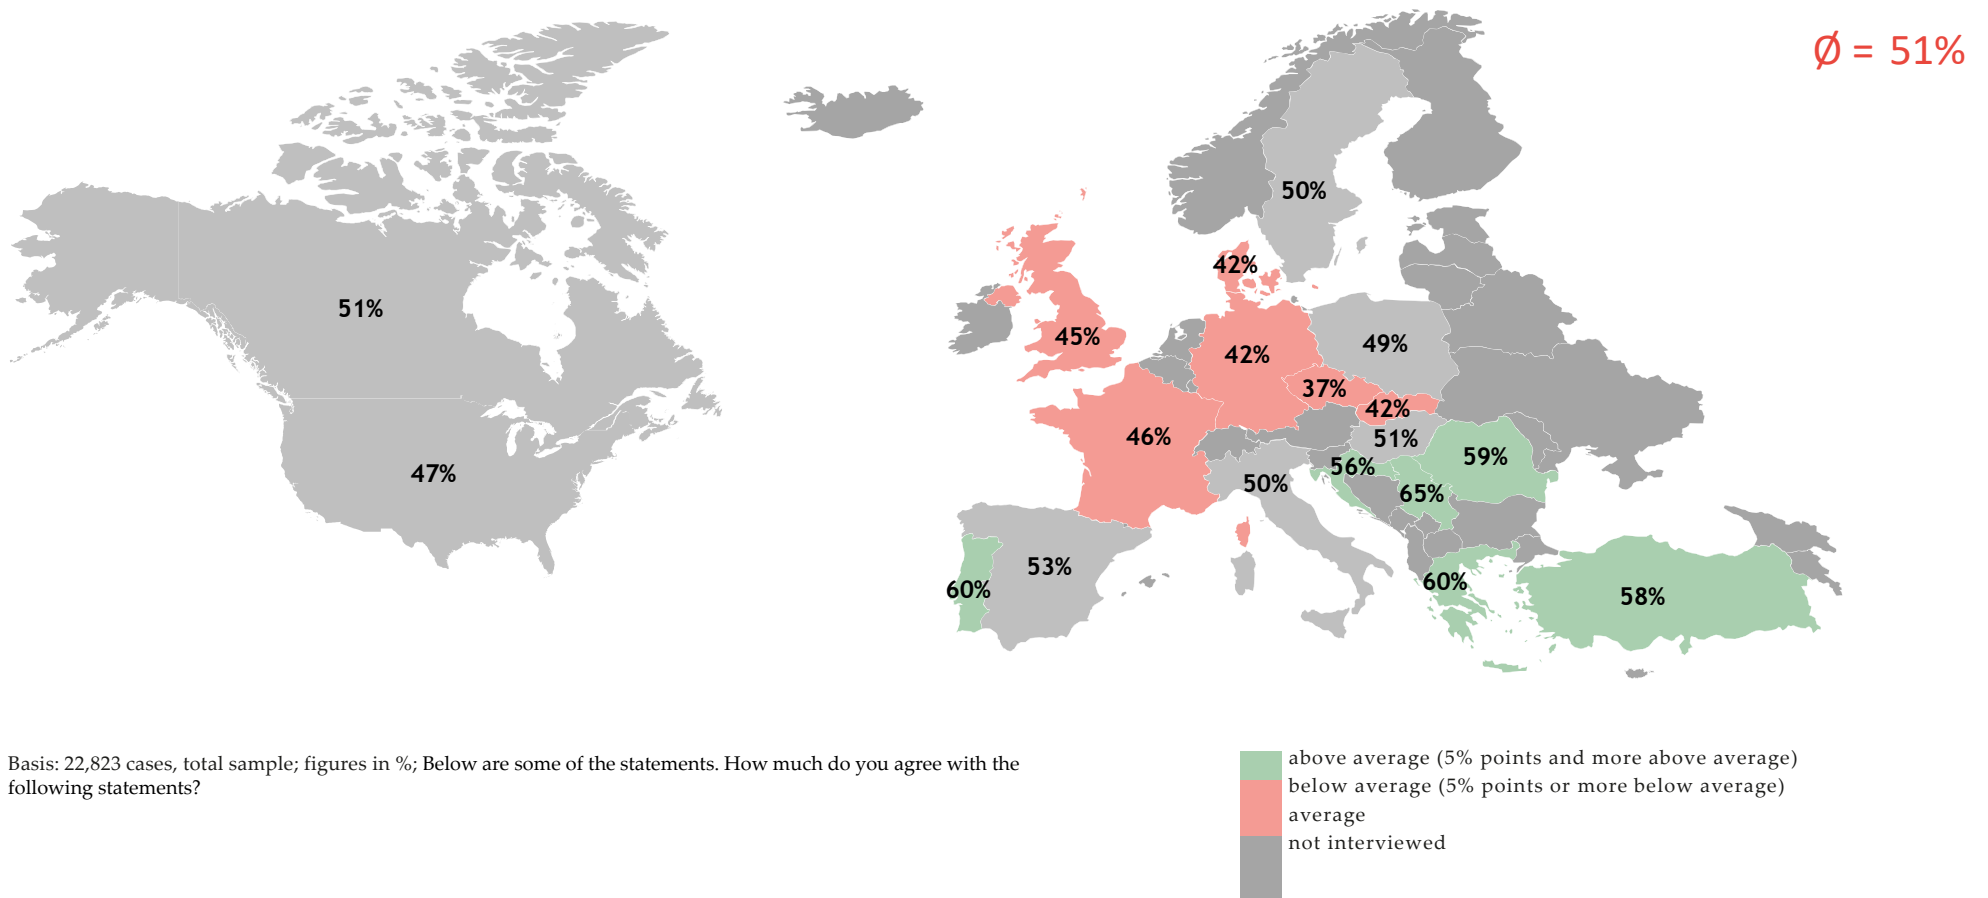 Ø = 51%
50%
42%
51%
45%
49%
42%
37%
42%
46%
51%
59%
56%
47%
50%
65%
53%
60%
60%
58%
Basis: 22,823 cases, total sample; figures in %; Below are some of the statements. How much do you agree with the
following statements?
above average (5% points and more above average)
below average (5% points or more below average)
average
not interviewed